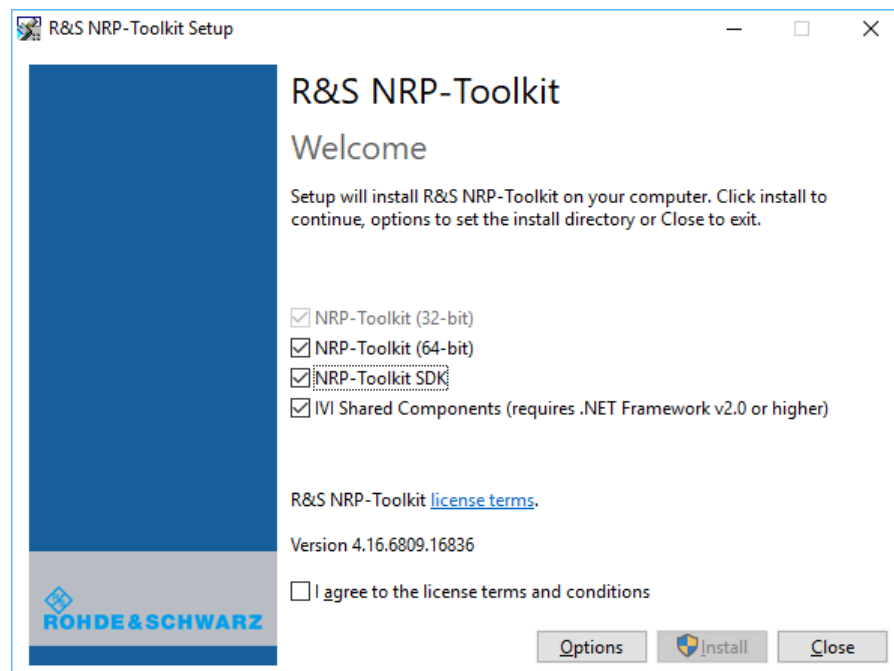 R&S NRP-Toolkit Setup
R&S NRP-Toolkit
Welcome
Setup will install R&S NRP-Toolkit on your computer. Click install to
continue, options to set the install directory or Close to exit.
NRP-Toolkit (32-bit)
NRP-Toolkit (64-bit)
NRP-Toolkit SDK
IVI Shared Components (requires .NET Framework v2.0 or higher)
R&S NRP-Toolkit license terms.
Version 4.16.6809.16836
I agree to the license terms and conditions
ROHDE&SCHWARZ
Options
Install
Close